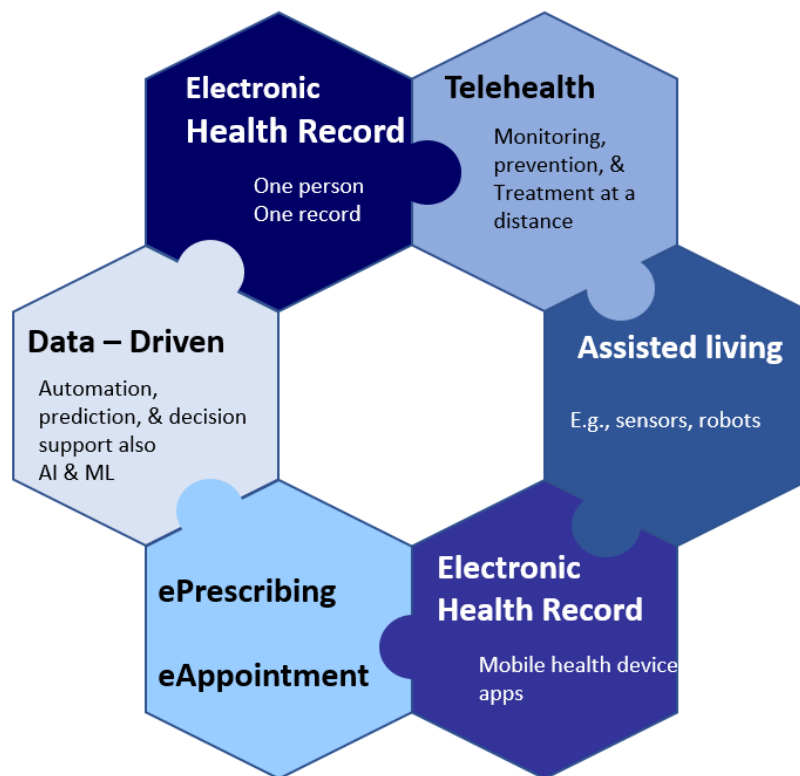 Electronic
Health Record
One person
One record
Telehealth
Monitoring,
prevention, &
Treatment at a
distance
Data – Driven
Automation,
prediction, & decision
support also
AI & ML
Assisted living
E.g., sensors, robots
ePrescribing
eAppointment
Electronic
Health Record
Mobile health device
apps